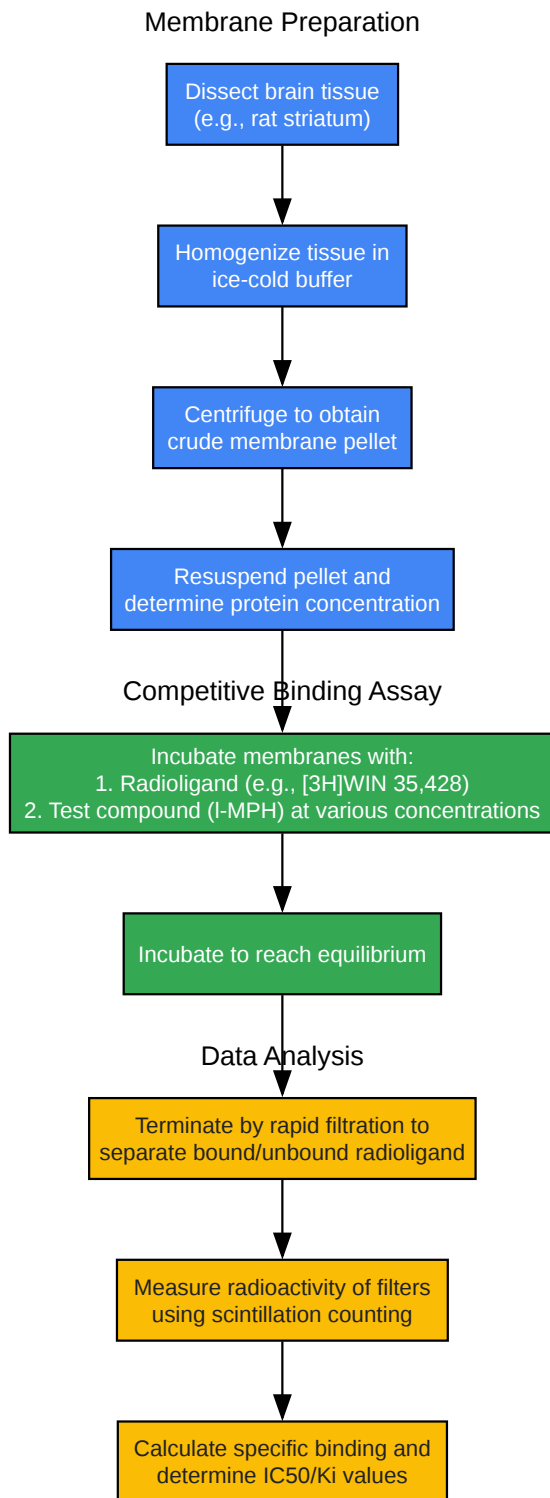 Membrane Preparation
Dissect brain tissue
(e.g., rat striatum)
Homogenize tissue in
ice-cold buffer
Centrifuge to obtain
crude membrane pellet
Resuspend pellet and
determine protein concentration
Competitive Binding Assay
Incubate membranes with:
1. Radioligand (e.g., [3H]WIN 35,428)
2. Test compound (l-MPH) at various concentrations
Incubate to reach equilibrium
Data Analysis
Terminate by rapid filtration to
separate bound/unbound radioligand
Measure radioactivity of filters
using scintillation counting
Calculate specific binding and
determine IC50/Ki values